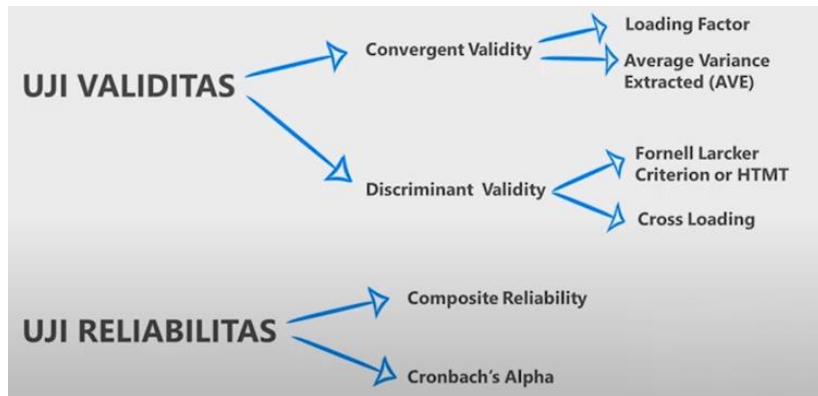 UJI VALIDITAS
Convergent Validity
Loading Factor
Average Variance
Extracted (AVE)
Discriminant Validity
Fornell Larcker
Criterion or HTMT
Cross Loading
UJI RELIABILITAS
Composite Reliability
Cronbach's Alpha